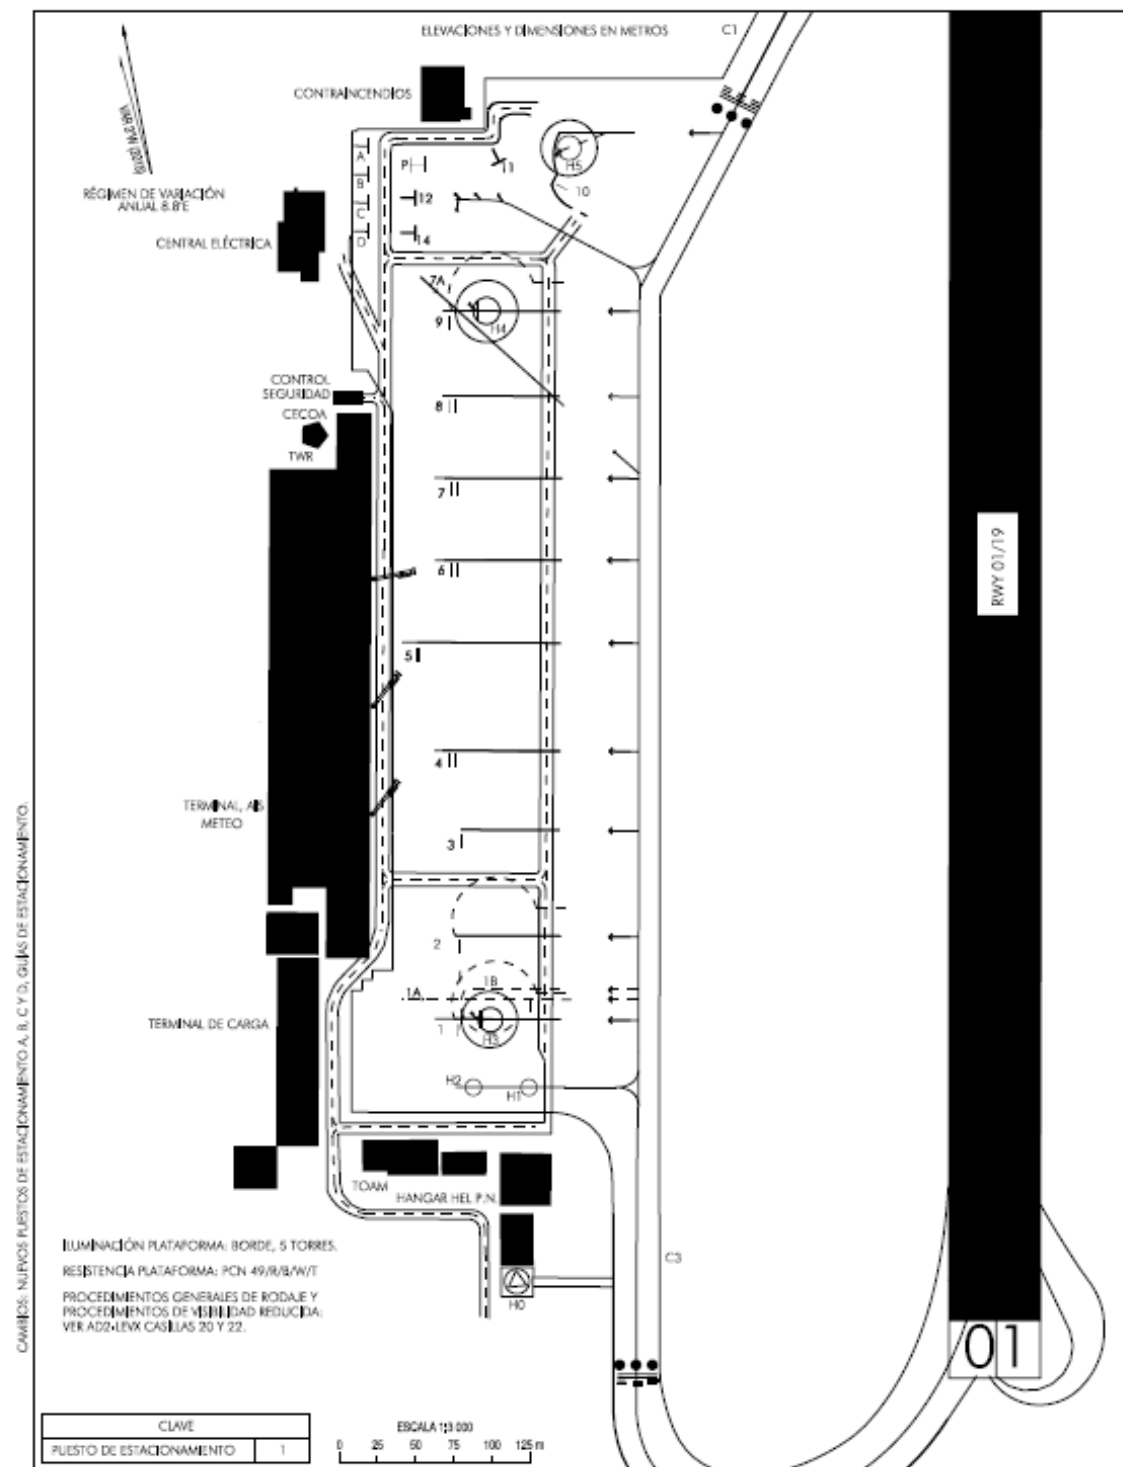 ELEVACIONES Y DIMENSIONES EN METROS
C1
CONTRAINCENDIOS
VAR 2°W (2010)
RÉGIMEN DE VARIACIÓN
ANUAL 8.8'E
A
B
C
D
P
11
H5
10
12
14
CENTRAL ELÉCTRICA
7A
9
H4
CONTROL
SEGURIDAD
CECOA
TWR
8
7
6
5
4
3
RWY 01/19
TERMINAL, AIS
METEO
2
1B
1A
1
H3
TERMINAL DE CARGA
H2
H1
TOAM
HANGAR HEL P.N.
H0
C3
01
ILUMINACIÓN PLATAFORMA: BORDE, 5 TORRES.
RESISTENCIA PLATAFORMA: PCN 49/R/B/W/T
PROCEDIMIENTOS GENERALES DE RODAJE Y
PROCEDIMIENTOS DE VISIBILIDAD REDUCIDA:
VER AD2-LEVX CASILLAS 20 Y 22.
CLAVE
PUESTO DE ESTACIONAMIENTO 1
ESCALA 1:3 000
0 25 50 75 100 125 m
CAMBIOS: NUEVOS PUESTOS DE ESTACIONAMIENTO A, B, C Y D, GUÍAS DE ESTACIONAMIENTO.